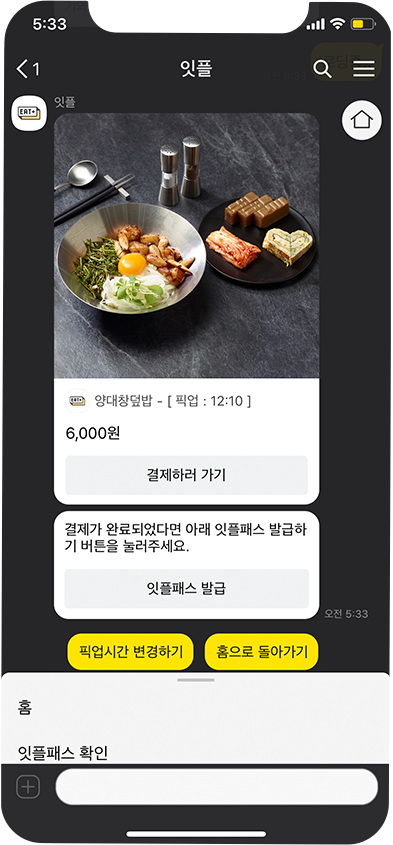 5:33
1
잇플
잇플
EAT+
EAT+
양대창덮밥 - [ 픽업 : 12:10 ]
6,000원
결제하러 가기
결제가 완료되었다면 아래 잇플패스 발급하
기 버튼을 눌러주세요.
잇플패스 발급
오전 5:33
픽업시간 변경하기
홈으로 돌아가기
홈
잇플패스 확인